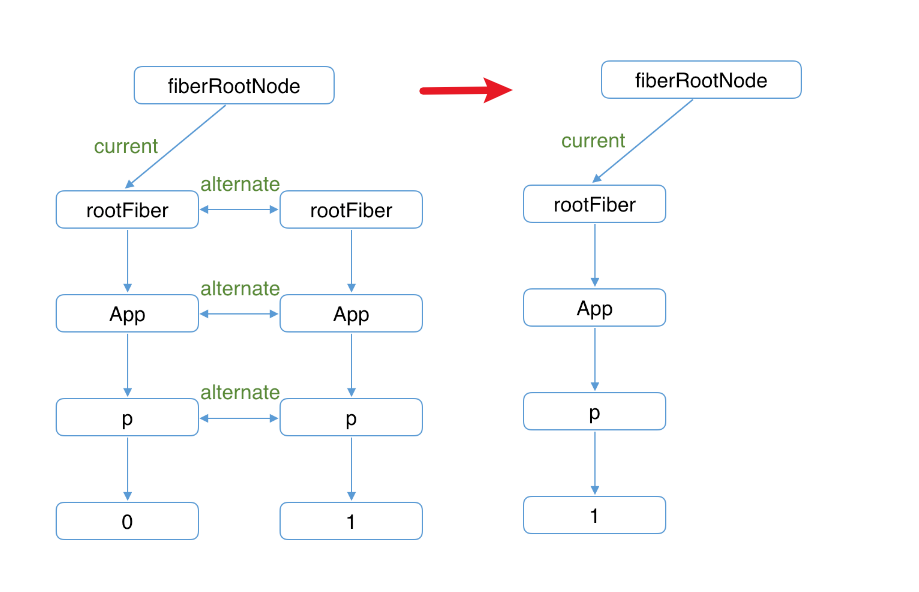 fiberRootNode
current
alternate
rootFiber
rootFiber
alternate
App
App
alternate
p
p
0
1
fiberRootNode
current
rootFiber
App
p
1